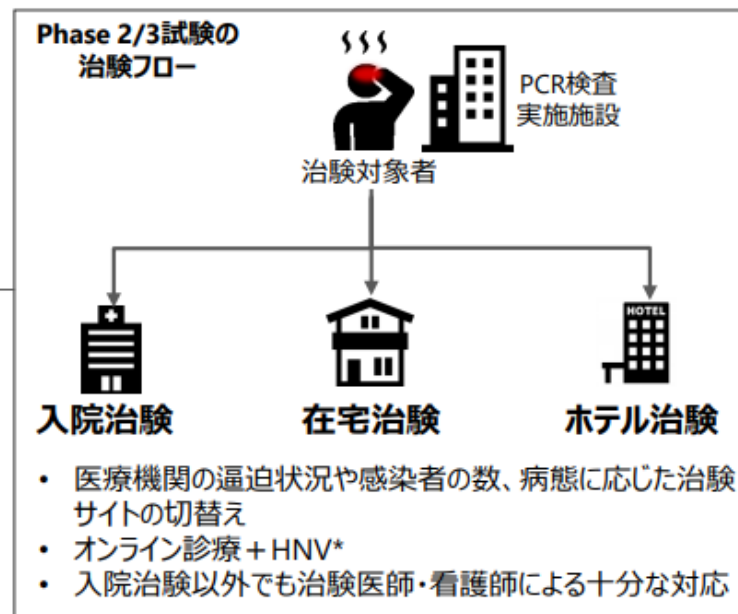 Phase 2/3試験の
治験フロー
PCR検査
実施施設
治験対象者
HOTEL
入院治験
在宅治験
ホテル治験
• 医療機関の逼迫状況や感染者の数、病態に応じた治験
サイトの切替え
• オンライン診療+HNV*
• 入院治験以外でも治験医師・看護師による十分な対応